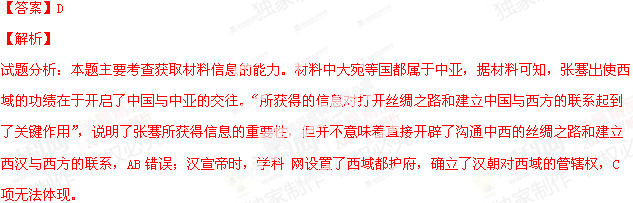 【答案】D
【解析】
试题分析：本题主要考查获取材料信息的能力。材料中大宛等国都属于中亚，据材料可知，张骞出使西
域的功绩在于开启了中国与中亚的交往。“所获得的信息对打开丝绸之路和建立中国与西方的联系起到
了关键作用”，说明了张骞所获得信息的重要性，但并不意味着直接开辟了沟通中西的丝绸之路和建立
西汉与西方的联系，AB 错误；汉宣帝时，学科 网设置了西域都护府，确立了汉朝对西域的管辖权，C
项无法体现。